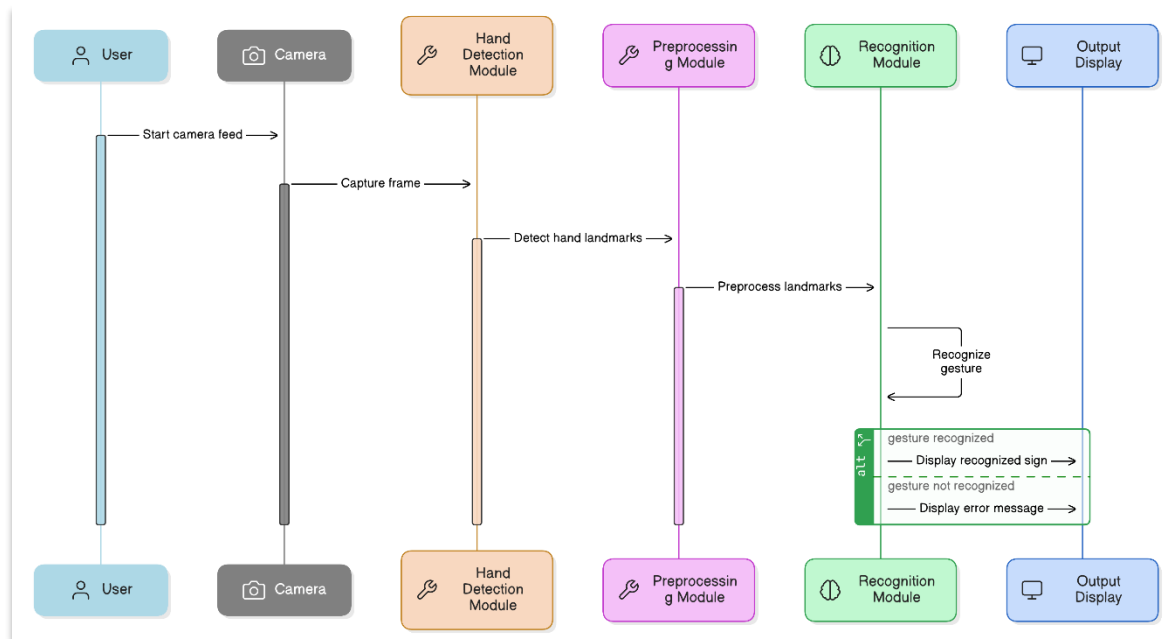 User
Camera
Hand
Detection
Module
Preprocessin
g Module
Recognition
Module
Output
Display
Start camera feed
Capture frame
Detect hand landmarks
Preprocess landmarks
Recognize
gesture
alt
gesture recognized
Display recognized sign
gesture not recognized
Display error message
User
Camera
Hand
Detection
Module
Preprocessin
g Module
Recognition
Module
Output
Display